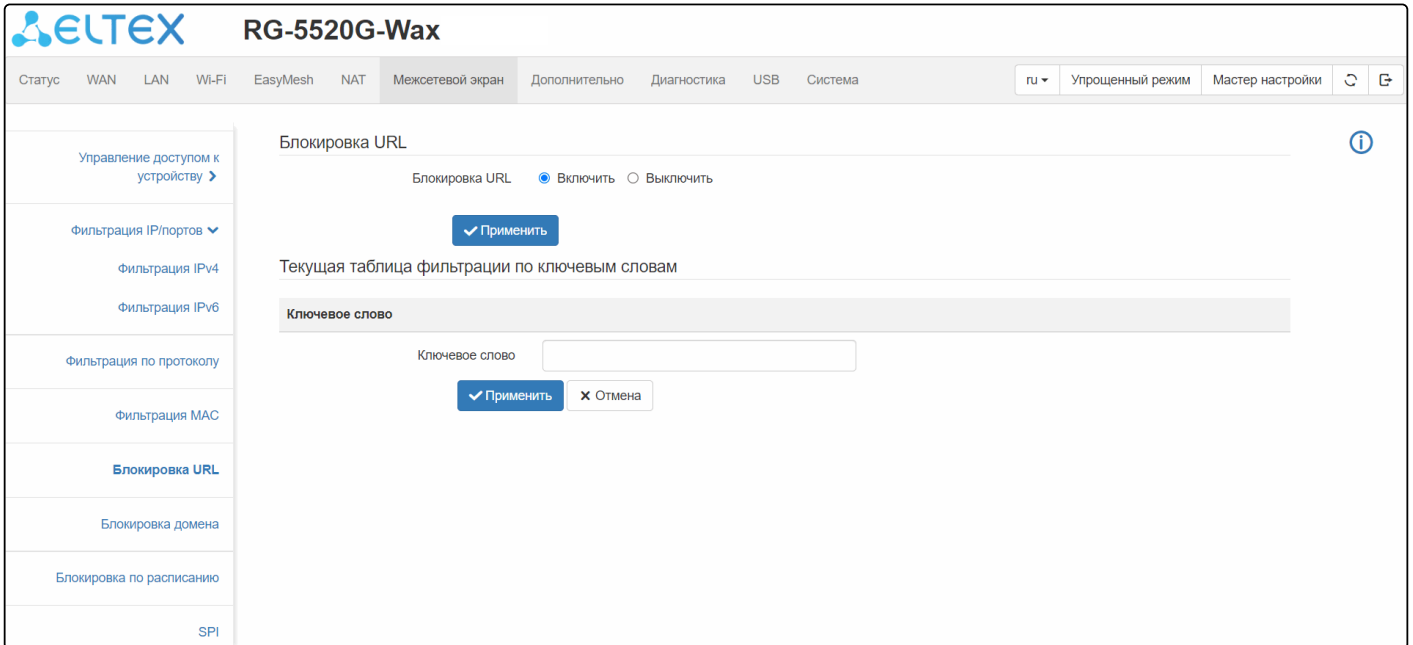 ELTEX RG-5520G-Wax
Статус WAN LAN Wi-Fi EasyMesh NAT Межсетевой экран Дополнительно Диагностика USB Система ru Упрощенный режим Мастер настройки
Управление доступом к
устройству
Фильтрация IP/портов
Фильтрация IPv4
Фильтрация IPv6
Фильтрация по протоколу
Фильтрация MAC
Блокировка URL
Блокировка домена
Блокировка по расписанию
SPI
Блокировка URL
Блокировка URL Включить Выключить
Применить
Текущая таблица фильтрации по ключевым словам
Ключевое слово
Ключевое слово
Применить Отмена